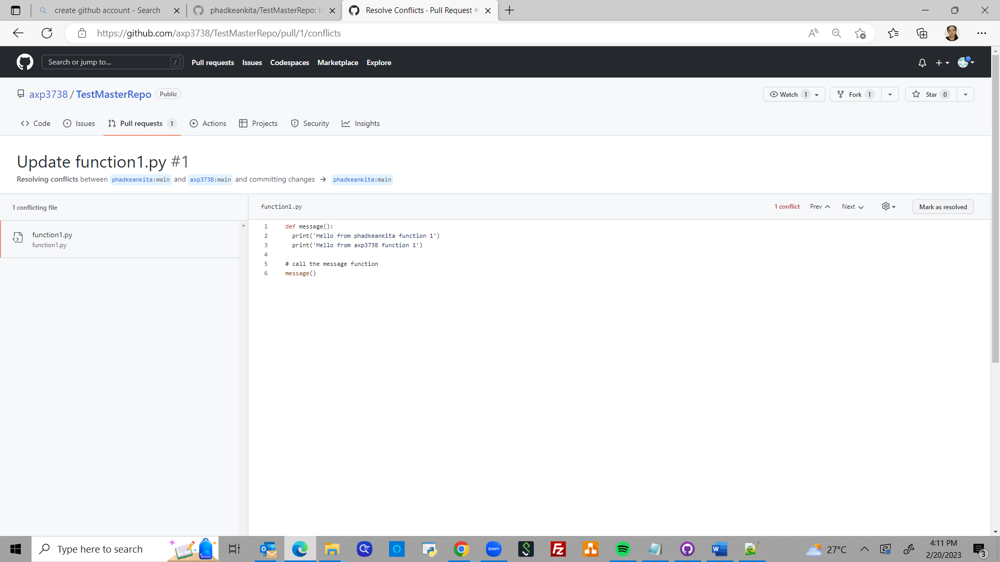 create github account - Search
phadkeankita/TestMasterRepo: In
Resolve Conflicts · Pull Request #
https://github.com/axp3738/TestMasterRepo/pull/1/conflicts
Search or jump to...
/
Pull requests
Issues
Codespaces
Marketplace
Explore
axp3738 / TestMasterRepo
Public
Watch 1
Fork 1
Star 0
Code
Issues
Pull requests 1
Actions
Projects
Security
Insights
Update function1.py #1
Resolving conflicts between phadkeankita:main and axp3738:main and committing changes → phadkeankita:main
1 conflicting file
function1.py
1 conflict
Prev
Next
Mark as resolved
function1.py
function1.py
1 def message():
2 print('Hello from phadkeankita function 1')
3 print('Hello from axp3738 function 1')
4
5 # call the message function
6 message()
Type here to search
zoom
27°C
4:11 PM
2/20/2023
3